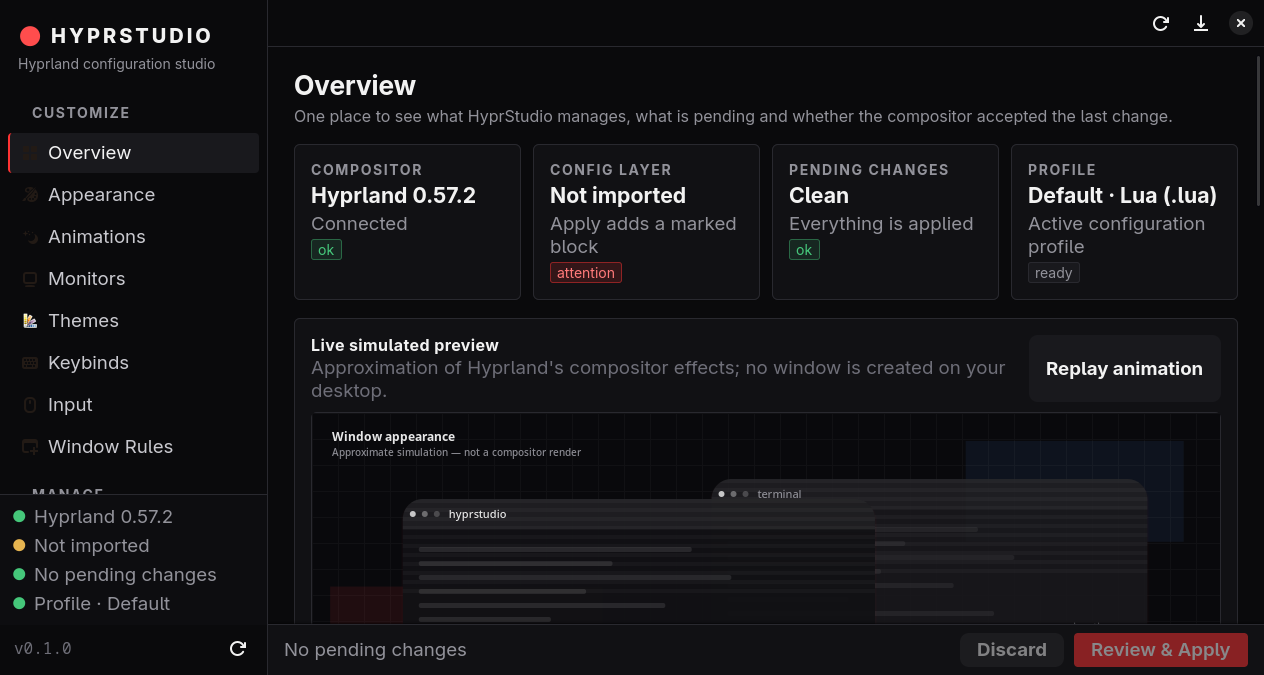 HYPRSTUDIO
Hyprland configuration studio
CUSTOMIZE
Overview
Appearance
Animations
Monitors
Themes
Keybinds
Input
Window Rules
MANAGE
Hyprland 0.57.2
Not imported
No pending changes
Profile · Default
v0.1.0
Overview
One place to see what HyprStudio manages, what is pending and whether the compositor accepted the last change.
COMPOSITOR
Hyprland 0.57.2
Connected
ok
CONFIG LAYER
Not imported
Apply adds a marked
block
attention
PENDING CHANGES
Clean
Everything is applied
ok
PROFILE
Default · Lua (.lua)
Active configuration
profile
ready
Live simulated preview
Approximation of Hyprland's compositor effects; no window is created on your
desktop.
Replay animation
Window appearance
Approximate simulation — not a compositor render
terminal
hyprstudio
No pending changes
Discard
Review & Apply